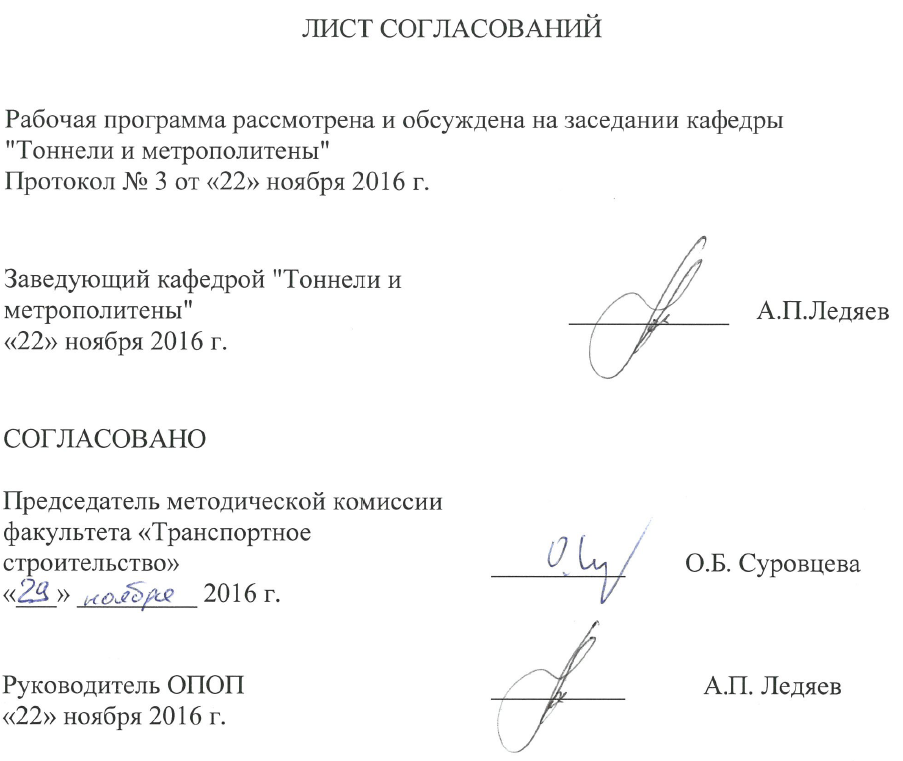 ЛИСТ СОГЛАСОВАНИЙ
Рабочая программа рассмотрена и обсуждена на заседании кафедры
"Тоннели и метрополитены"
Протокол № 3 от «22» ноября 2016 г.
Заведующий кафедрой "Тоннели и
метрополитены"
А.П.Ледяев
«22» ноября 2016 г.
СОГЛАСОВАНО
Председатель методической комиссии
факультета «Транспортное
строительство»
О.Б. Суровцева
«29» ноября 2016 г.
Руководитель ОПОП
А.П. Ледяев
«22» ноября 2016 г.